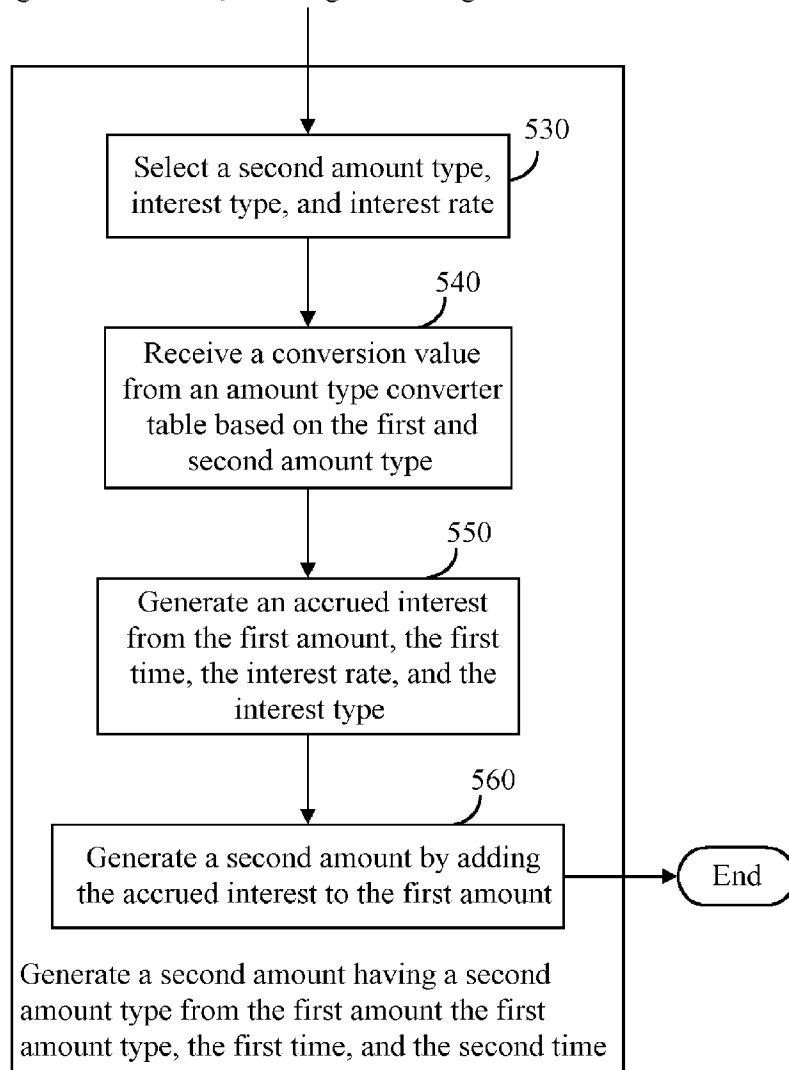 530
Select a second amount type,
interest type, and interest rate
540
Receive a conversion value
from an amount type converter
table based on the first and
second amount type
550
Generate an accrued interest
from the first amount, the first
time, the interest rate, and the
interest type
560
Generate a second amount by adding
the accrued interest to the first amount
End
Generate a second amount having a second
amount type from the first amount the first
amount type, the first time, and the second time